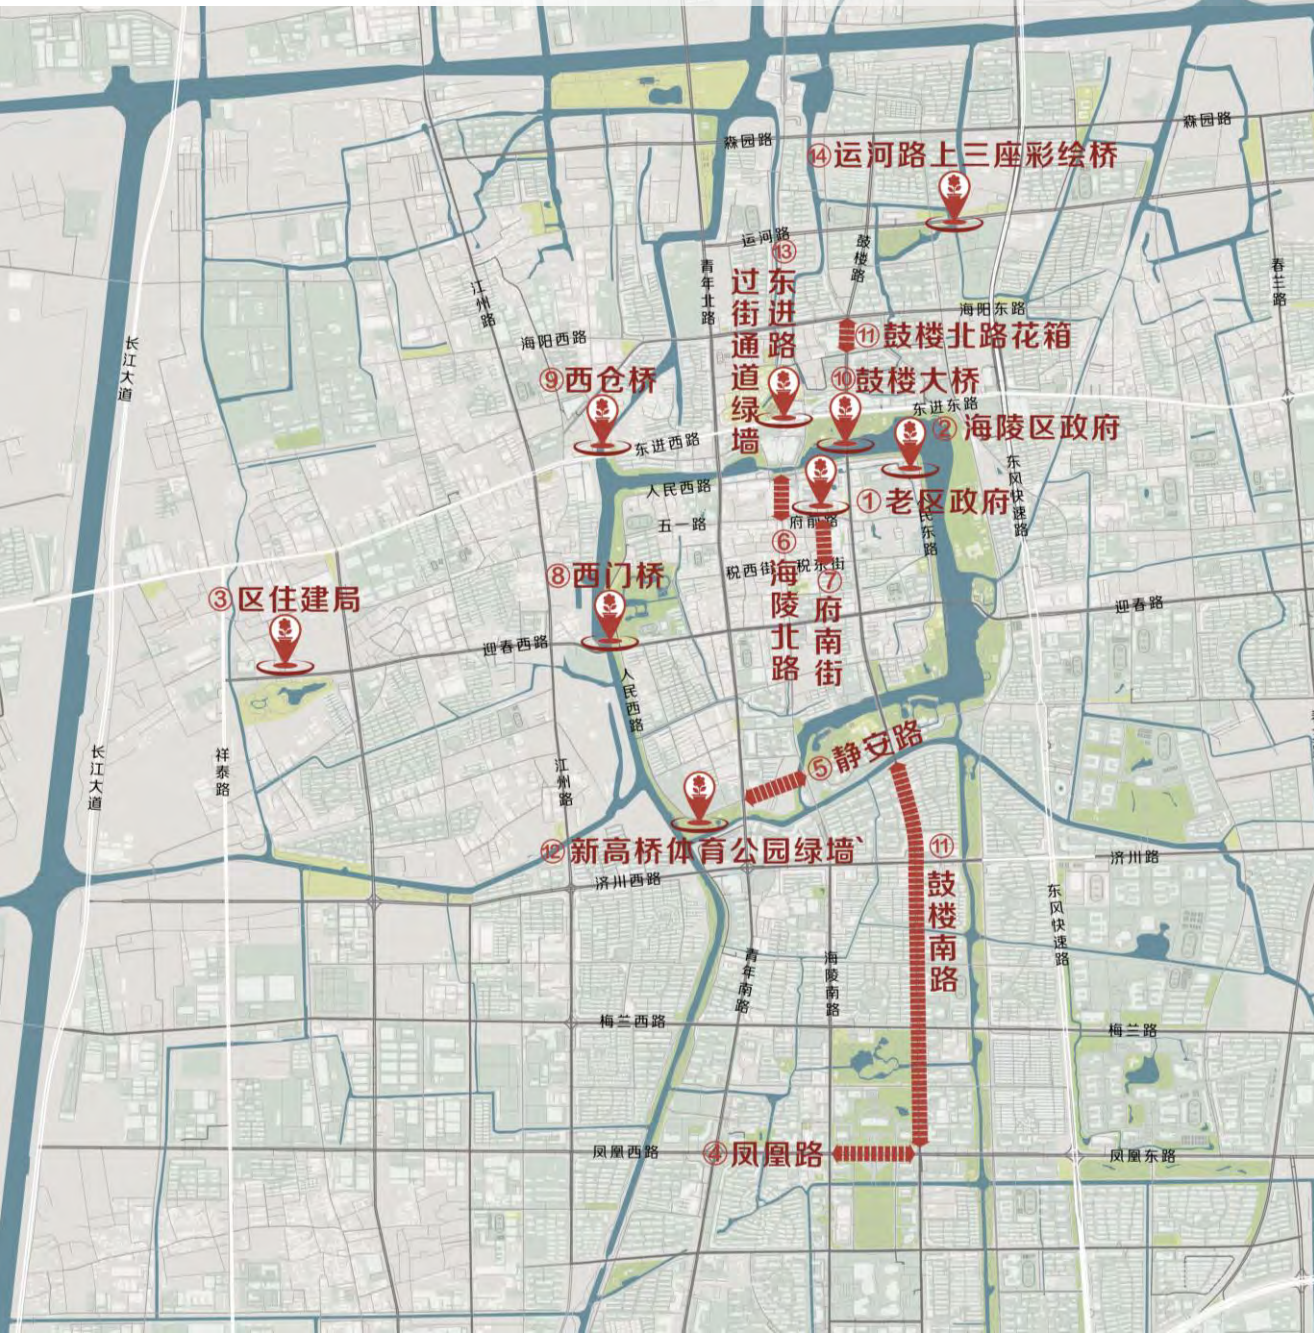 森园路
森园路
⑭运河路上三座彩绘桥
运河路
鼓楼路
青年北路
春兰路
⑬东进路
过街通道绿墙
江州路
海阳西路
海阳东路
长江大道
⑪鼓楼北路花箱
⑨西仓桥
⑩鼓楼大桥
东进东路
②海陵区政府
东进西路
东风快速路
人民西路
①老区政府
五一路
府前路
民东路
⑥海陵北路
税西街
税东街
⑦府南街
⑧西门桥
③区住建局
迎春路
迎春西路
人民西路
⑤静安路
长江大道
祥泰路
江州路
⑫新高桥体育公园绿墙`
济川西路
⑪鼓楼南路
济川路
东风快速路
青年南路
海陵南路
梅兰西路
梅兰路
凤凰西路
④凤凰路
凤凰东路